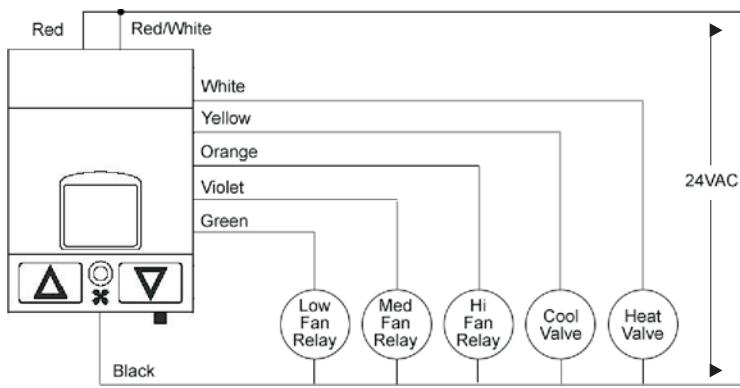 Red
Red/White
White
Yellow
Orange
Violet
Green
24VAC
Low
Fan
Relay
Med
Fan
Relay
Hi
Fan
Relay
Cool
Valve
Heat
Valve
Black